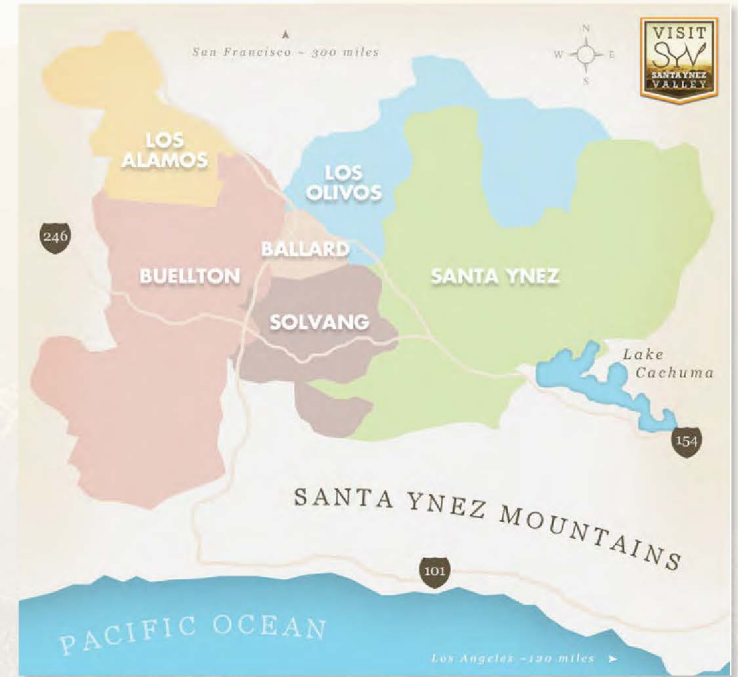 San Francisco ~ 300 miles
N
W
E
S
VISIT
SYV
SANTA YNEZ
VALLEY
LOS
ALAMOS
LOS
OLIVOS
246
BALLARD
BUELLTON
SANTA YNEZ
SOLVANG
Lake
Cachuma
154
SANTA YNEZ MOUNTAINS
101
PACIFIC OCEAN
Los Angeles ~120 miles